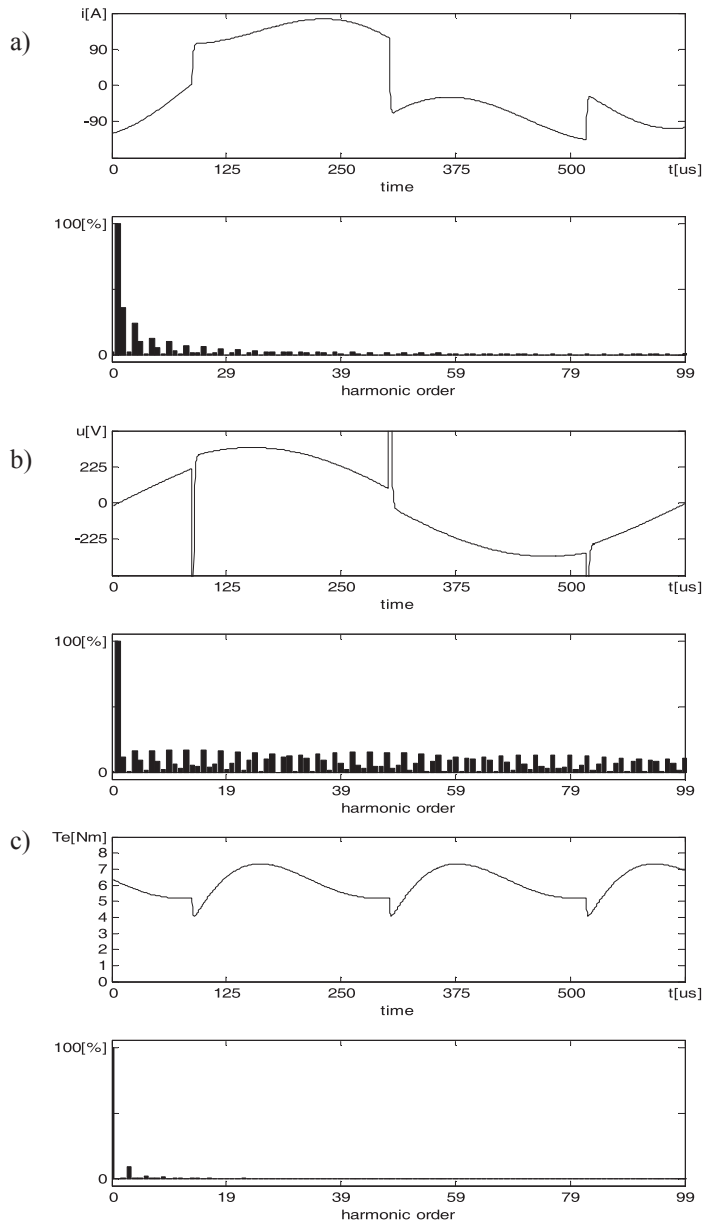 a)
i[A]
90
0
-90
0 125 250 375 500 t[us]
time
100[%]
0
0 29 39 59 79 99
harmonic order
b)
u[V]
225
0
-225
0 125 250 375 500 t[us]
time
100[%]
0
0 19 39 59 79 99
harmonic order
c)
Te[Nm]
8
7
6
5
4
3
2
1
0
0 125 250 375 500 t[us]
time
100[%]
0
0 19 39 59 79 99
harmonic order